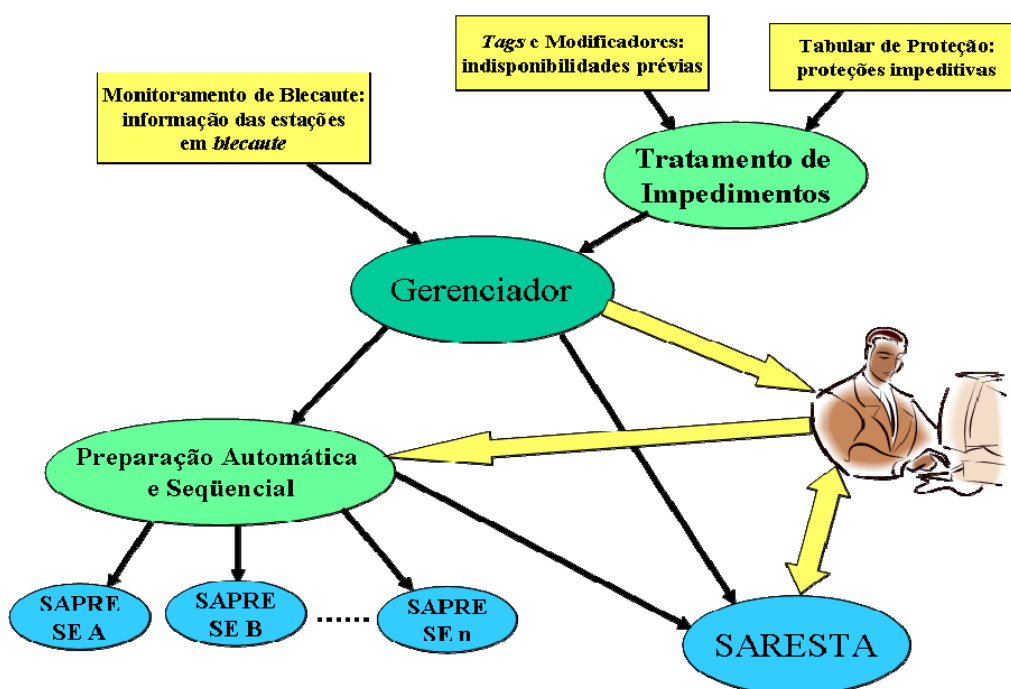 Tags e Modificadores:
indisponibilidades prévias
Tabular de Proteção:
proteções impeditivas
Monitoramento de Blecaute:
informação das estações
em blecaute
Tratamento de
Impedimentos
Gerenciador
Preparação Automática
e Seqüencial
SAPRE
SE A
SAPRE
SE B
......
SAPRE
SE n
SARESTA